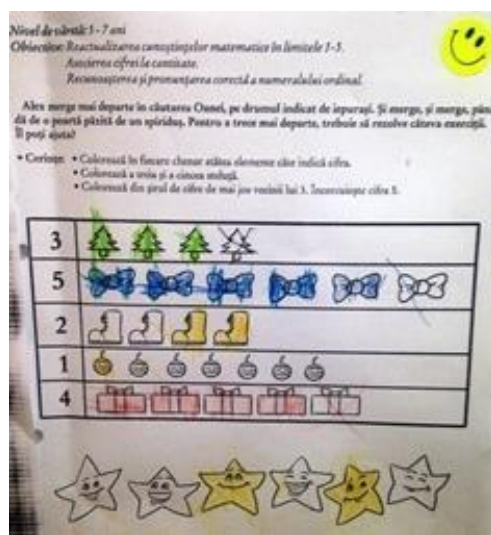 Nivel de vârstă: 5 - 7 ani
Obiective: Reactualizarea cunoștințelor matematice în limitele 1-5.
Asocierea cifrei la cantitate.
Recunoașterea și pronunțarea corectă a numeralului ordinal.
Alex merge mai departe în căutarea Oanei, pe drumul indicat de iepurași. Și merge, și merge, pân
dă de o poartă păzită de un spiriduș. Pentru a trece mai departe, trebuie să rezolve câteva exerciții.
Îl poți ajuta?
• Cerințe: • Colorează în fiecare chenar atâtea elemente câte indică cifra.
• Colorează a treia și a cincea steluță.
• Colorează din șirul de cifre de mai jos vecinii lui 3. Încercuiește cifra 5.
3
5
2
1
4